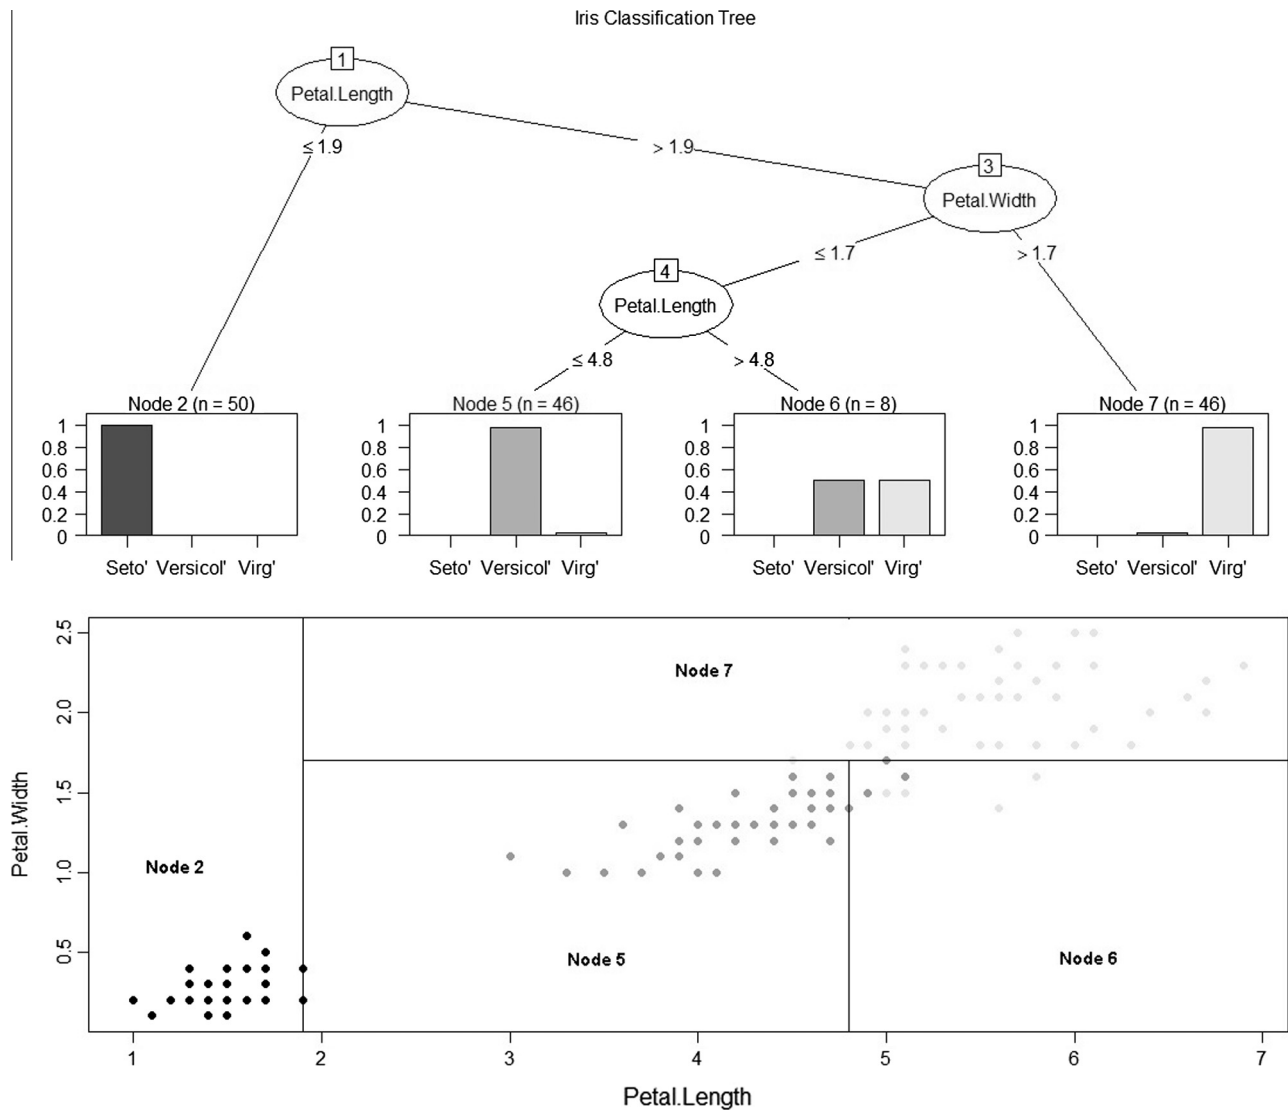 Iris Classification Tree
1
Petal.Length
≤ 1.9
> 1.9
3
Petal.Width
≤ 1.7
> 1.7
4
Petal.Length
≤ 4.8
> 4.8
Node 2 (n = 50)
1
0.8
0.6
0.4
0.2
0
Seto' Versicol' Virg'
Node 5 (n = 46)
1
0.8
0.6
0.4
0.2
0
Seto' Versicol' Virg'
Node 6 (n = 8)
1
0.8
0.6
0.4
0.2
0
Seto' Versicol' Virg'
Node 7 (n = 46)
1
0.8
0.6
0.4
0.2
0
Seto' Versicol' Virg'
Petal.Width
2.5
2.0
1.5
1.0
0.5
Node 7
Node 2
Node 5
Node 6
1 2 3 4 5 6 7
Petal.Length